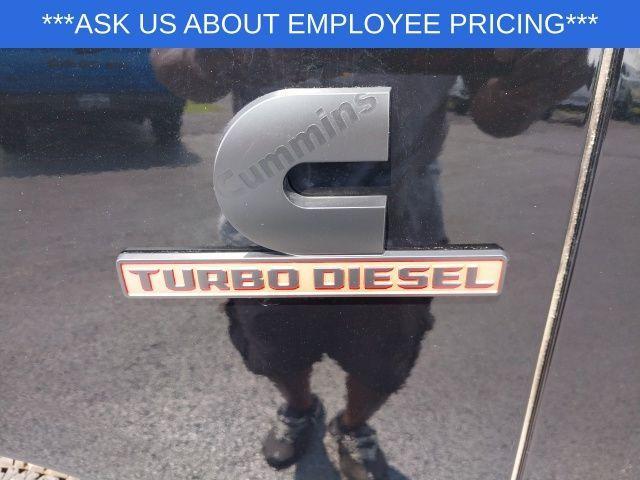 ***ASK US ABOUT EMPLOYEE PRICING***
Cummins
TURBO DIESEL